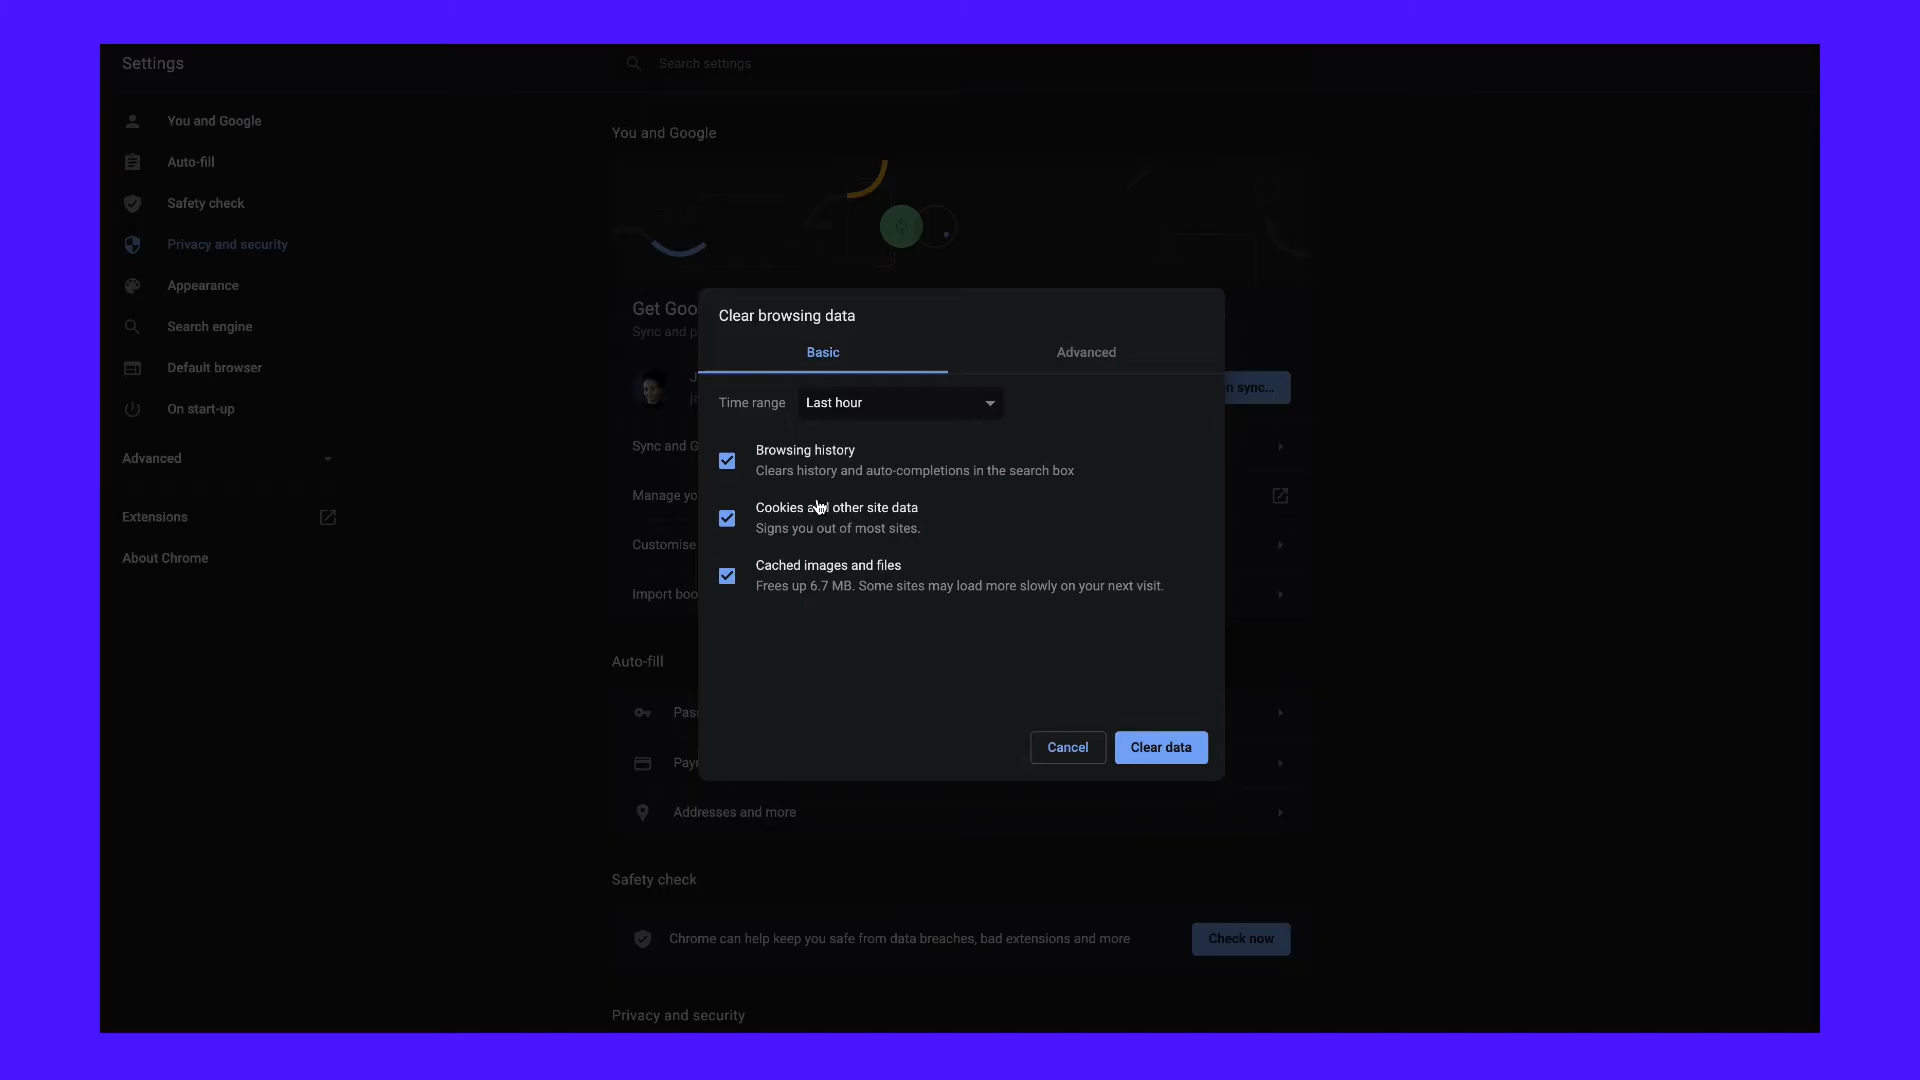 Settings
Search settings
You and Google
Auto-fill
Safety check
Privacy and security
Appearance
Search engine
Default browser
On start-up
Advanced
Extensions
About Chrome
You and Google
Get Goo
Sync and p
n sync...
Sync and G
Manage yo
Customise
Import boo
Clear browsing data
Basic
Advanced
Time range
Last hour
Browsing history
Clears history and auto-completions in the search box
Cookies and other site data
Signs you out of most sites.
Cached images and files
Frees up 6.7 MB. Some sites may load more slowly on your next visit.
Cancel
Clear data
Auto-fill
Pas
Pay
Addresses and more
Safety check
Chrome can help keep you safe from data breaches, bad extensions and more
Check now
Privacy and security